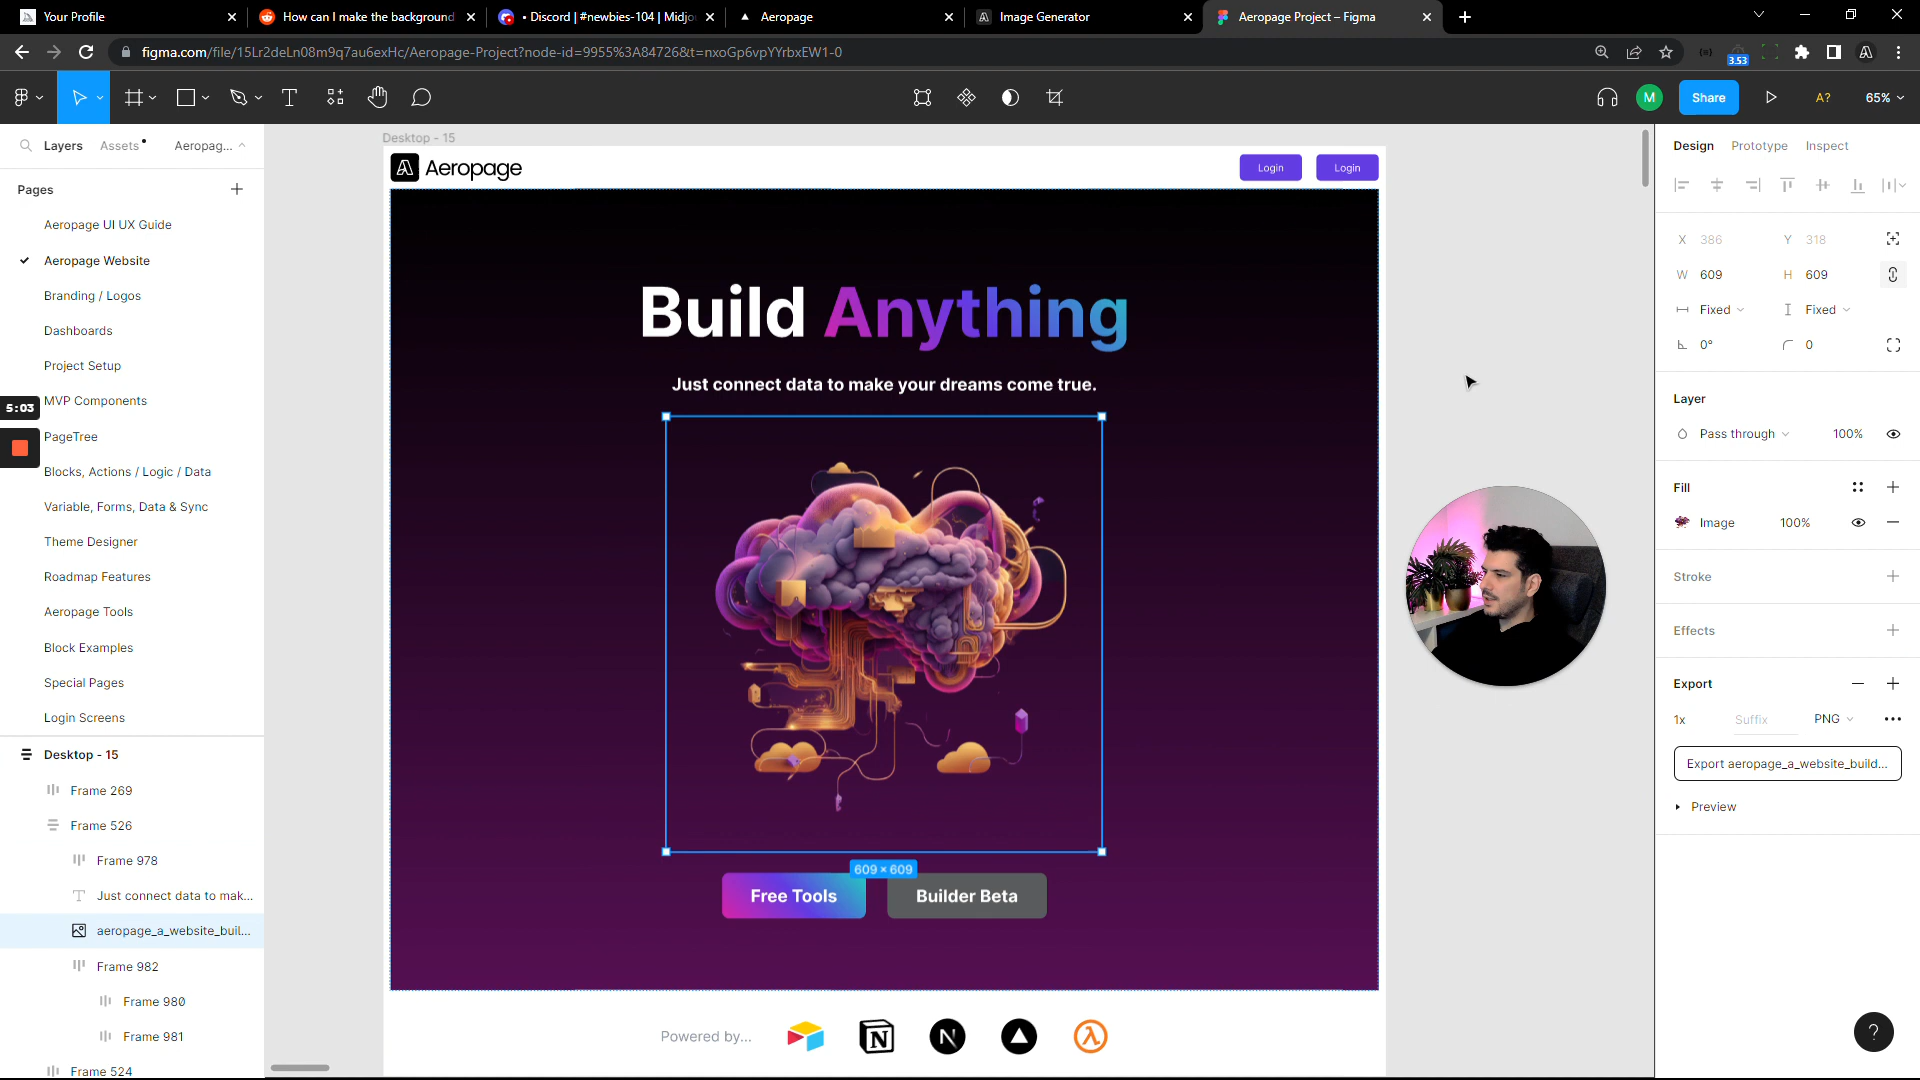 Your Profile
How can I make the background
• Discord | #newbies-104 | Midjo
Aeropage
Image Generator
Aeropage Project – Figma
figma.com/file/15Lr2deLn08m9q7au6exHc/Aeropage-Project?node-id=9955%3A84726&t=nxoGp6vpYYrbxEW1-0
3.53
M
Share
A?
65%
Layers
Assets
Aeropag...
Pages
Aeropage UI UX Guide
Aeropage Website
Branding / Logos
Dashboards
Project Setup
5:03
MVP Components
PageTree
Blocks, Actions / Logic / Data
Variable, Forms, Data & Sync
Theme Designer
Roadmap Features
Aeropage Tools
Block Examples
Special Pages
Login Screens
Desktop - 15
Frame 269
Frame 526
Frame 978
Just connect data to mak...
aeropage_a_website_buil...
Frame 982
Frame 980
Frame 981
Frame 524
Desktop - 15
Aeropage
Login
Login
Build Anything
Just connect data to make your dreams come true.
609 × 609
Free Tools
Builder Beta
Powered by...
Design
Prototype
Inspect
X 386
Y 318
W 609
H 609
Fixed
Fixed
0°
0
Layer
Pass through
100%
Fill
Image
100%
Stroke
Effects
Export
1x
Suffix
PNG
Export aeropage_a_website_build...
Preview
?